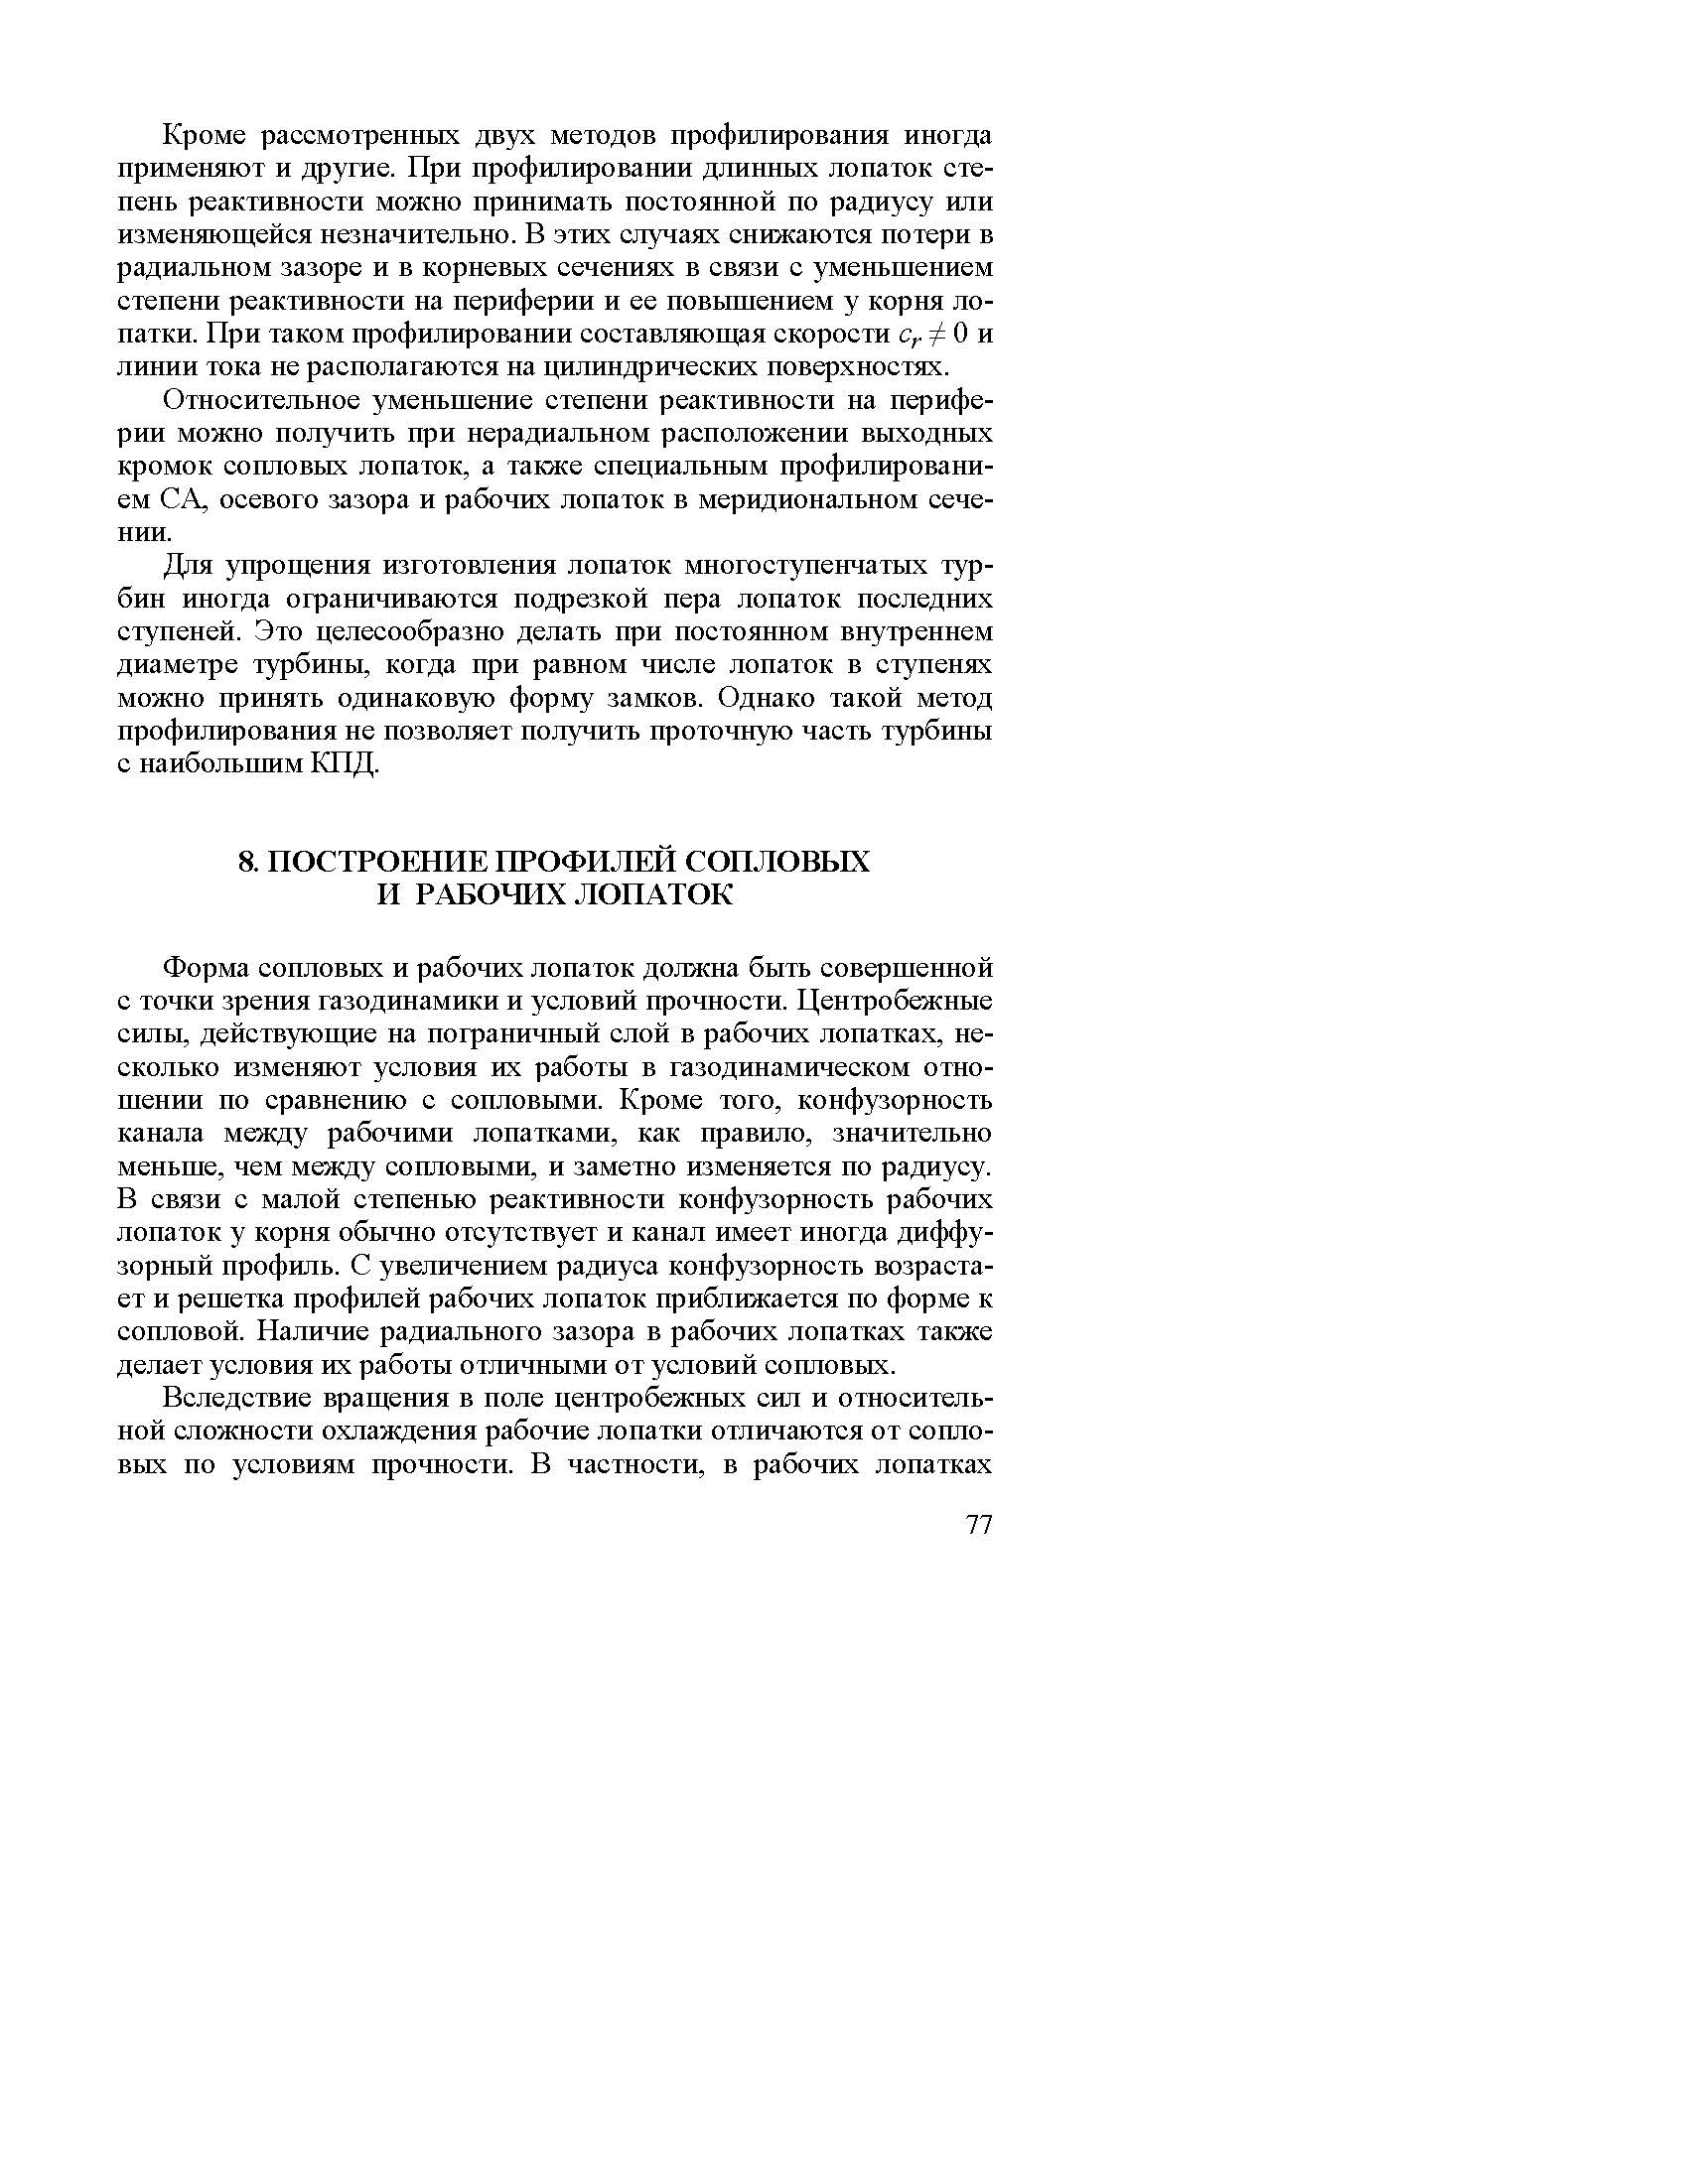 Кроме рассмотренных двух методов профилирования иногда
применяют и другие. При профилировании длинных лопаток сте-
пень реактивности можно принимать постоянной по радиусу или
изменяющейся незначительно. В этих случаях снижаются потери в
радиальном зазоре и в корневых сечениях в связи с уменьшением
степени реактивности на периферии и ее повышением у корня ло-
патки. При таком профилировании составляющая скорости cᵣ ≠ 0 и
линии тока не располагаются на цилиндрических поверхностях.
Относительное уменьшение степени реактивности на перифе-
рии можно получить при нерадиальном расположении выходных
кромок сопловых лопаток, а также специальным профилировани-
ем СА, осевого зазора и рабочих лопаток в меридиональном сече-
нии.
Для упрощения изготовления лопаток многоступенчатых тур-
бин иногда ограничиваются подрезкой пера лопаток последних
ступеней. Это целесообразно делать при постоянном внутреннем
диаметре турбины, когда при равном числе лопаток в ступенях
можно принять одинаковую форму замков. Однако такой метод
профилирования не позволяет получить проточную часть турбины
с наибольшим КПД.
8. ПОСТРОЕНИЕ ПРОФИЛЕЙ СОПЛОВЫХ
И РАБОЧИХ ЛОПАТОК
Форма сопловых и рабочих лопаток должна быть совершенной
с точки зрения газодинамики и условий прочности. Центробежные
силы, действующие на пограничный слой в рабочих лопатках, не-
сколько изменяют условия их работы в газодинамическом отно-
шении по сравнению с сопловыми. Кроме того, конфузорность
канала между рабочими лопатками, как правило, значительно
меньше, чем между сопловыми, и заметно изменяется по радиусу.
В связи с малой степенью реактивности конфузорность рабочих
лопаток у корня обычно отсутствует и канал имеет иногда диффу-
зорный профиль. С увеличением радиуса конфузорность возраста-
ет и решетка профилей рабочих лопаток приближается по форме к
сопловой. Наличие радиального зазора в рабочих лопатках также
делает условия их работы отличными от условий сопловых.
Вследствие вращения в поле центробежных сил и относитель-
ной сложности охлаждения рабочие лопатки отличаются от сопло-
вых по условиям прочности. В частности, в рабочих лопатках
77